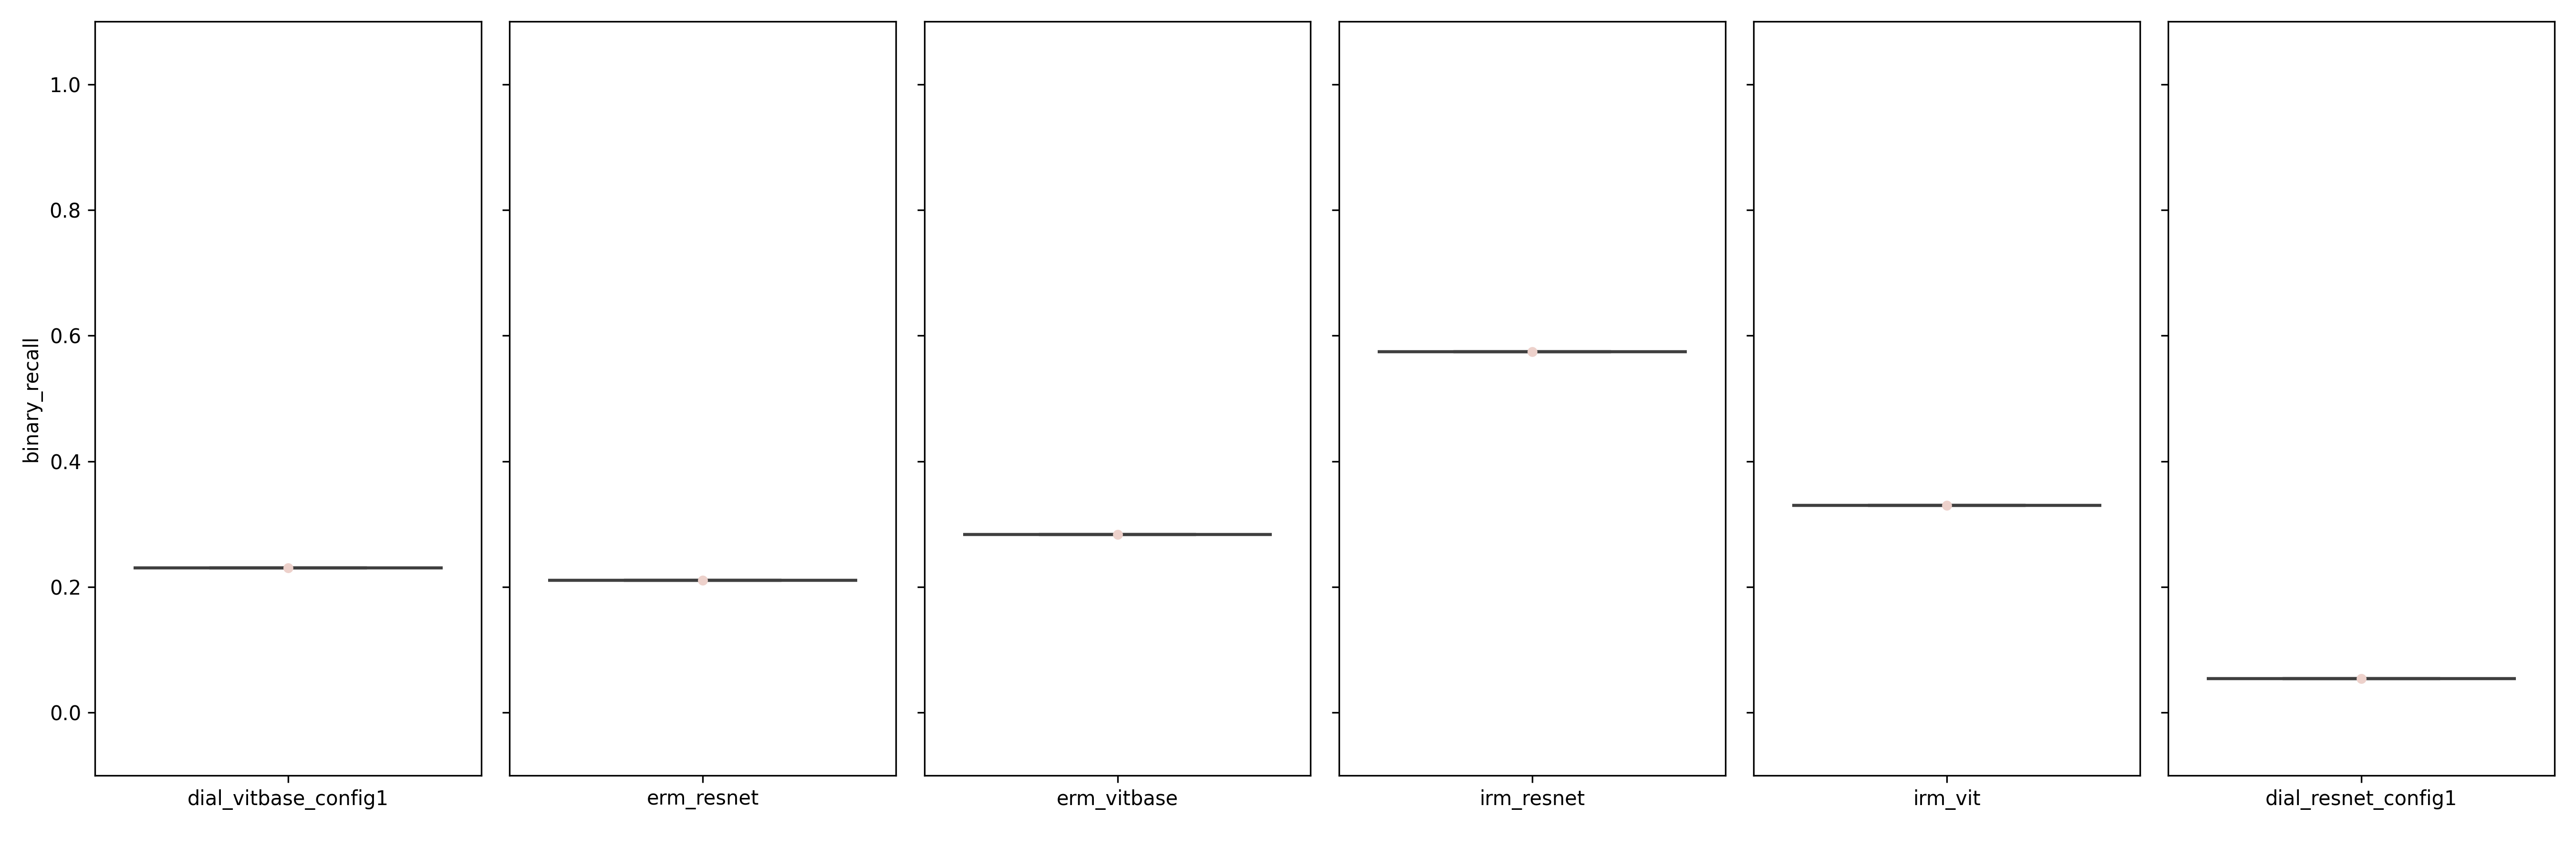 binary_recall
1.0
0.8
0.6
0.4
0.2
0.0
dial_vitbase_config1
erm_resnet
erm_vitbase
irm_resnet
irm_vit
dial_resnet_config1